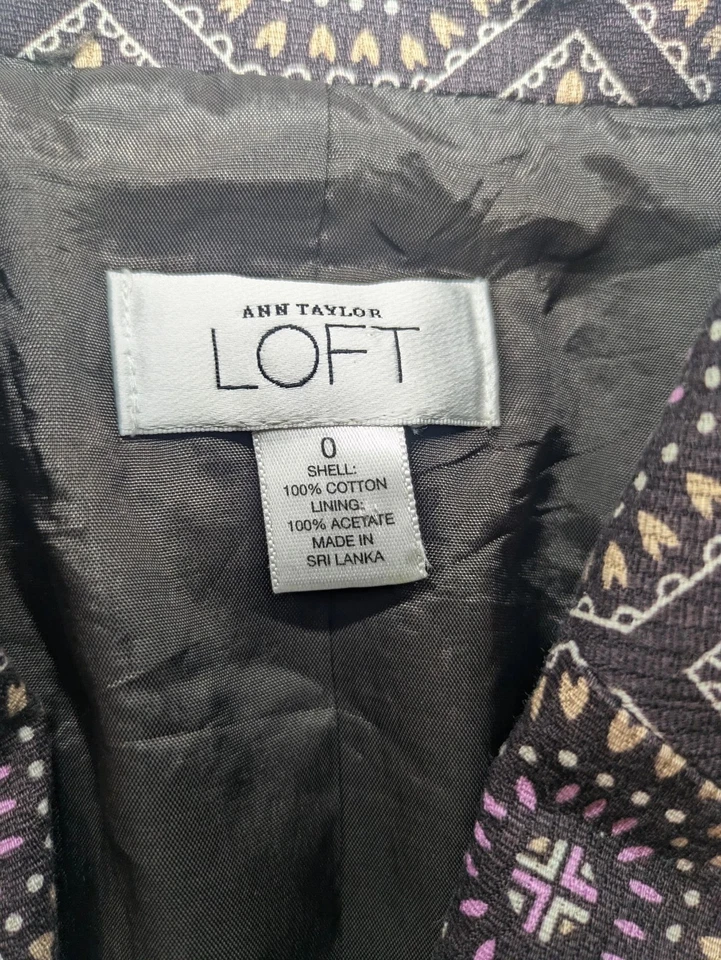 ANN TAYLOR
LOFT
0
SHELL:
100% COTTON
LINING:
100% ACETATE
MADE IN
SRI LANKA